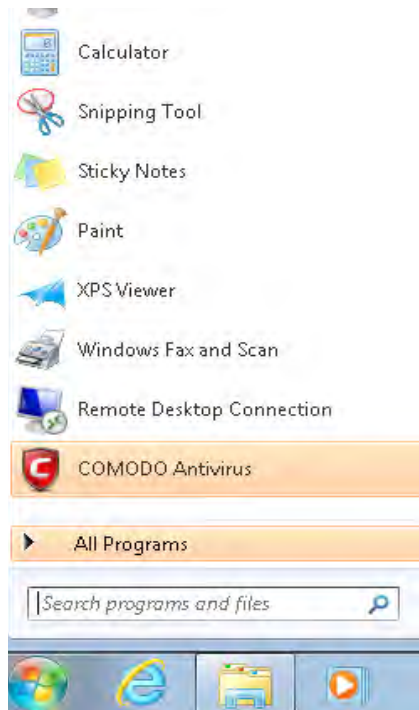 Calculator
Snipping Tool
Sticky Notes
Paint
XPS Viewer
Windows Fax and Scan
Remote Desktop Connection
COMODO Antivirus
All Programs
Search programs and files